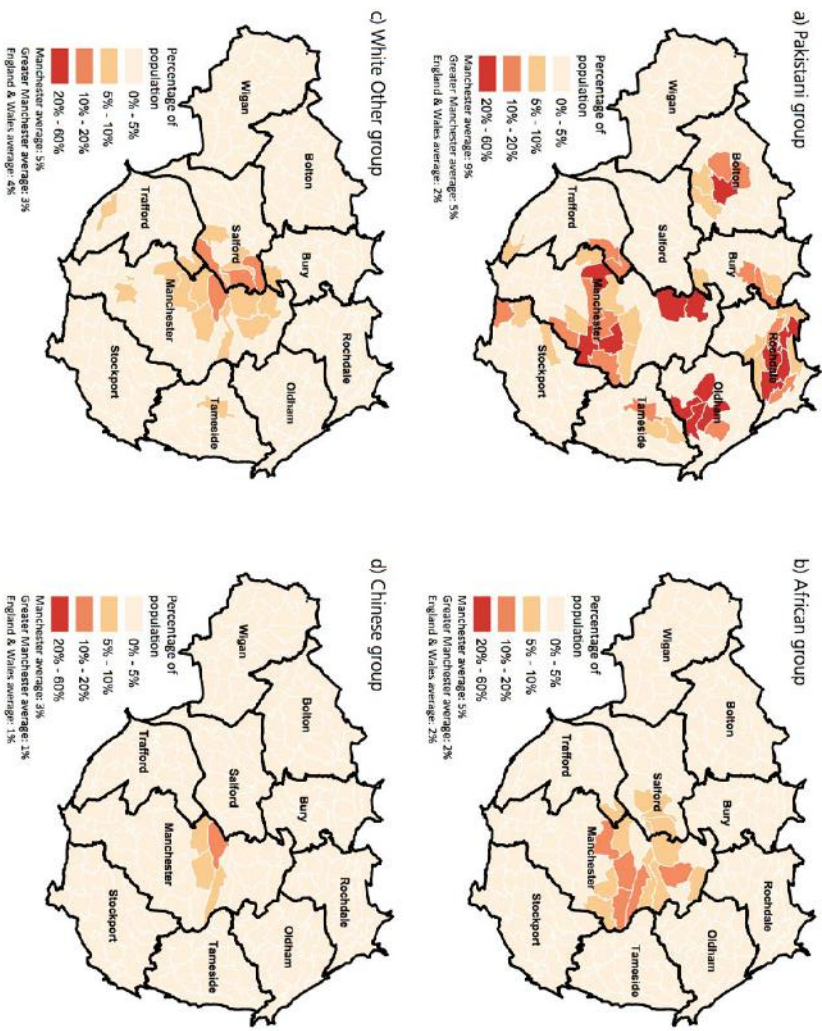 a) Pakistani group
Percentage of
population
0% - 5%
5% - 10%
10% - 20%
20% - 60%
Manchester average: 9%
Greater Manchester average: 5%
England & Wales average: 2%
Wigan
Bolton
Bury
Rochdale
Oldham
Tameside
Stockport
Manchester
Trafford
Salford
b) African group
Percentage of
population
0% - 5%
5% - 10%
10% - 20%
20% - 60%
Manchester average: 5%
Greater Manchester average: 2%
England & Wales average: 2%
Wigan
Bolton
Bury
Rochdale
Oldham
Tameside
Stockport
Manchester
Trafford
Salford
c) White Other group
Percentage of
population
0% - 5%
5% - 10%
10% - 20%
20% - 60%
Manchester average: 5%
Greater Manchester average: 3%
England & Wales average: 4%
Wigan
Bolton
Bury
Rochdale
Oldham
Tameside
Stockport
Manchester
Trafford
Salford
d) Chinese group
Percentage of
population
0% - 5%
5% - 10%
10% - 20%
20% - 60%
Manchester average: 3%
Greater Manchester average: 1%
England & Wales average: 1%
Wigan
Bolton
Bury
Rochdale
Oldham
Tameside
Stockport
Manchester
Trafford
Salford